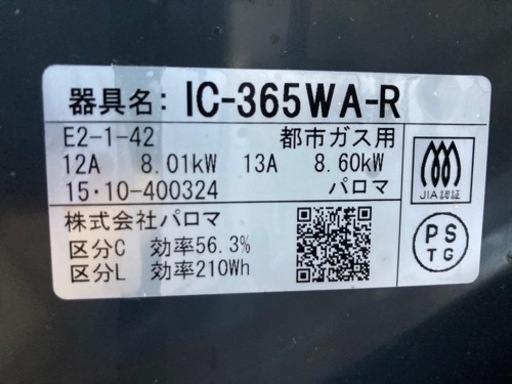 器具名: IC-365WA-R
E2-1-42 都市ガス用
12A 8.01kW 13A 8.60kW
15・10-400324 パロマ
JIA認証
株式会社パロマ
区分C 効率56.3%
区分L 効率210Wh
PS
TG